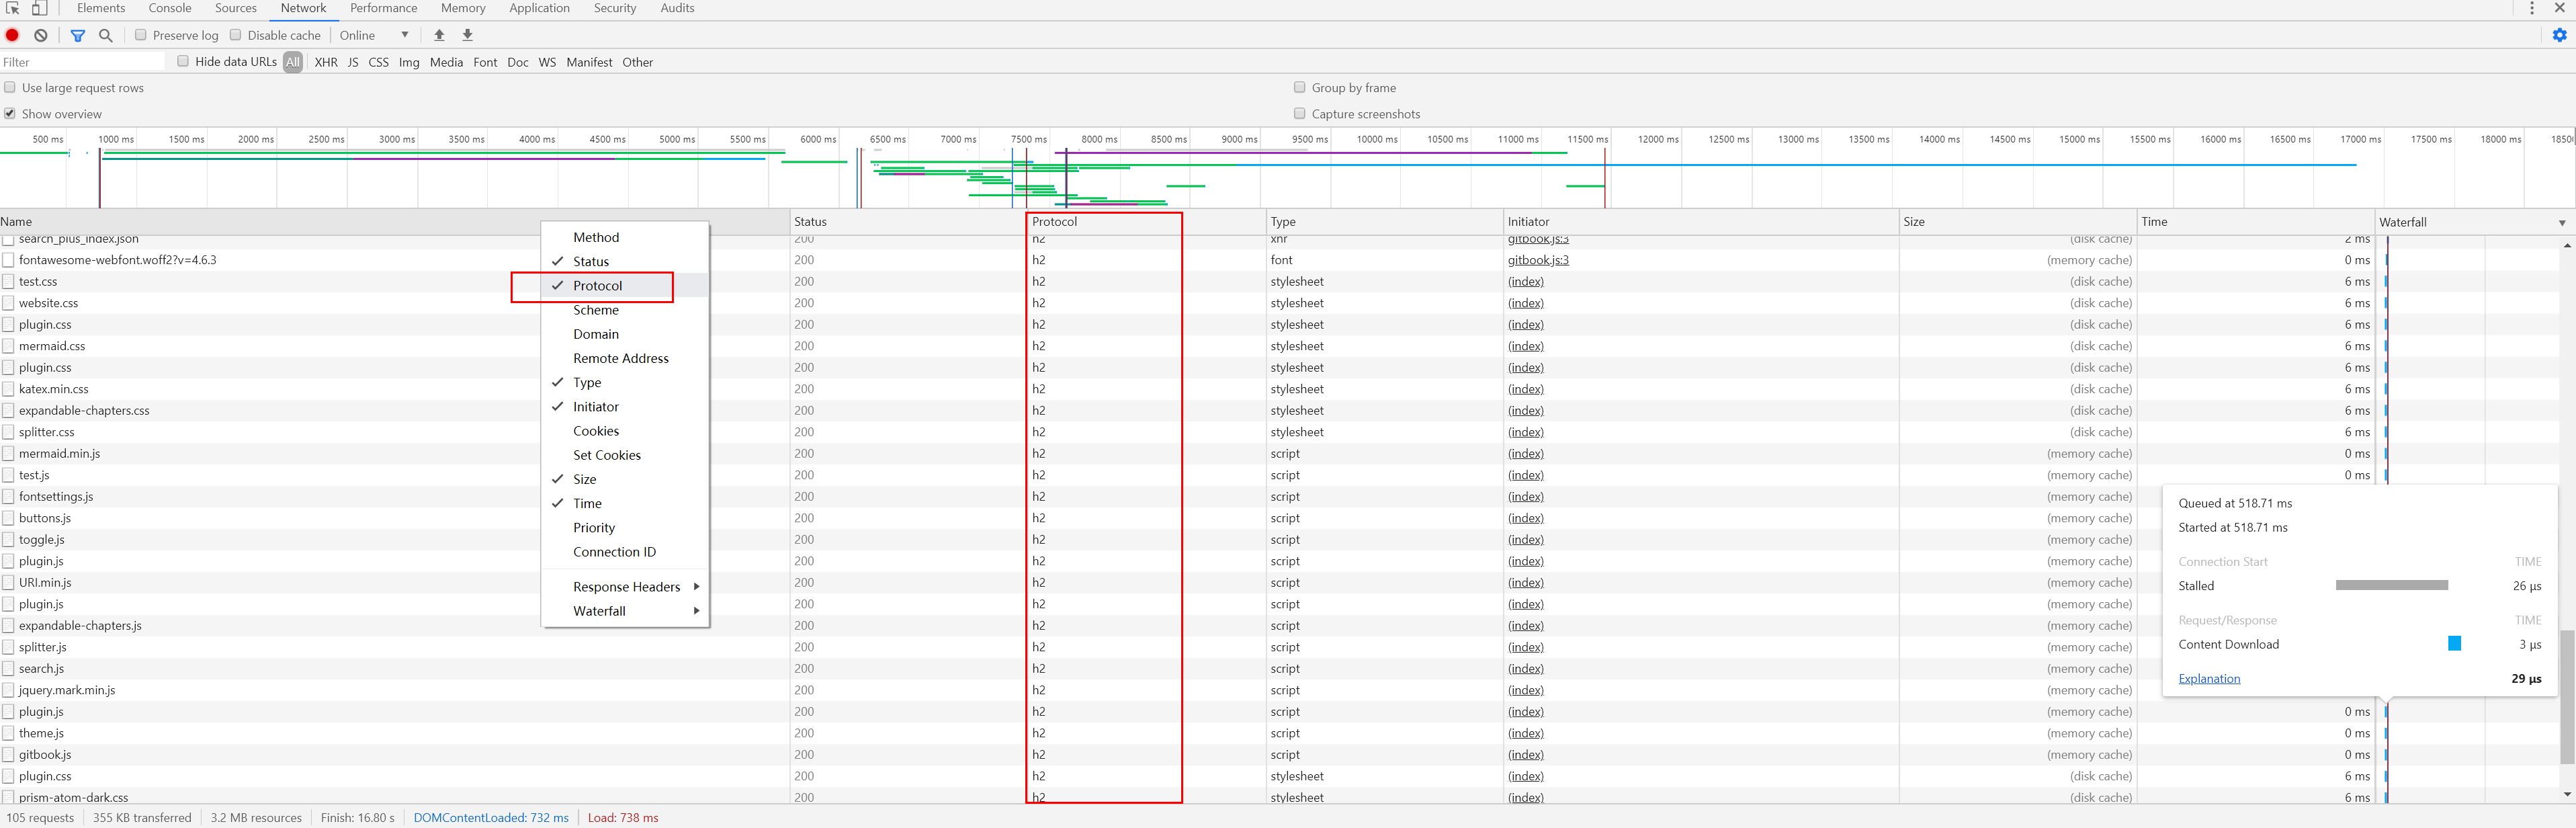 Elements Console Sources Network Performance Memory Application Security Audits
Preserve log Disable cache Online
Filter Hide data URLs All XHR JS CSS Img Media Font Doc WS Manifest Other
Use large request rows Group by frame
Show overview Capture screenshots
500 ms 1000 ms 1500 ms 2000 ms 2500 ms 3000 ms 3500 ms 4000 ms 4500 ms 5000 ms 5500 ms 6000 ms 6500 ms 7000 ms 7500 ms 8000 ms 8500 ms 9000 ms 9500 ms 10000 ms 10500 ms 11000 ms 11500 ms 12000 ms 12500 ms 13000 ms 13500 ms 14000 ms 14500 ms 15000 ms 15500 ms 16000 ms 16500 ms 17000 ms 17500 ms 18000 ms 1850
Name Status Protocol Type Initiator Size Time Waterfall
search_plus_index.json 200 h2 xhr gitbook.js:3 (disk cache) 2 ms
fontawesome-webfont.woff2?v=4.6.3 200 h2 font gitbook.js:3 (memory cache) 0 ms
test.css 200 h2 stylesheet (index) (disk cache) 6 ms
website.css 200 h2 stylesheet (index) (disk cache) 6 ms
plugin.css 200 h2 stylesheet (index) (disk cache) 6 ms
mermaid.css 200 h2 stylesheet (index) (disk cache) 6 ms
plugin.css 200 h2 stylesheet (index) (disk cache) 6 ms
katex.min.css 200 h2 stylesheet (index) (disk cache) 6 ms
expandable-chapters.css 200 h2 stylesheet (index) (disk cache) 6 ms
splitter.css 200 h2 stylesheet (index) (disk cache) 6 ms
mermaid.min.js 200 h2 script (index) (memory cache) 0 ms
test.js 200 h2 script (index) (memory cache) 0 ms
fontsettings.js 200 h2 script (index) (memory cache)
buttons.js 200 h2 script (index) (memory cache)
toggle.js 200 h2 script (index) (memory cache)
plugin.js 200 h2 script (index) (memory cache)
URI.min.js 200 h2 script (index) (memory cache)
plugin.js 200 h2 script (index) (memory cache)
expandable-chapters.js 200 h2 script (index) (memory cache)
splitter.js 200 h2 script (index) (memory cache)
search.js 200 h2 script (index) (memory cache)
jquery.mark.min.js 200 h2 script (index) (memory cache)
plugin.js 200 h2 script (index) (memory cache) 0 ms
theme.js 200 h2 script (index) (memory cache) 0 ms
gitbook.js 200 h2 script (index) (memory cache) 0 ms
plugin.css 200 h2 stylesheet (index) (disk cache) 6 ms
prism-atom-dark.css 200 h2 stylesheet (index) (disk cache) 6 ms
Method
Status
Protocol
Scheme
Domain
Remote Address
Type
Initiator
Cookies
Set Cookies
Size
Time
Priority
Connection ID
Response Headers
Waterfall
Queued at 518.71 ms
Started at 518.71 ms
Connection Start TIME
Stalled 26 µs
Request/Response TIME
Content Download 3 µs
Explanation 29 µs
105 requests 355 KB transferred 3.2 MB resources Finish: 16.80 s DOMContentLoaded: 732 ms Load: 738 ms